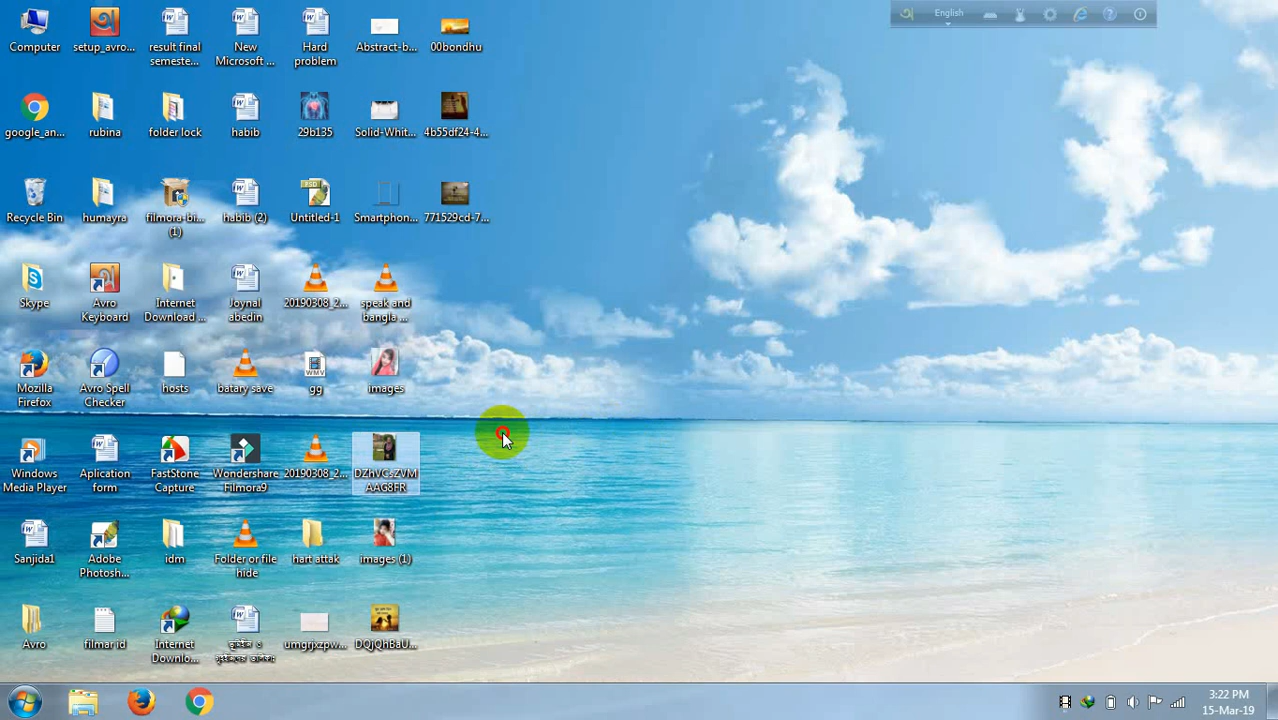 English
Computer
setup_avro...
result final
semeste...
New
Microsoft ...
Hard
problem
Abstract-b...
00bondhu
google_an...
rubina
folder lock
habib
29b135
Solid-Whit...
4b55df24-4...
Recycle Bin
humayra
filmora-bi...
(1)
habib (2)
PSD
Untitled-1
Smartphon...
771529cd-7...
Skype
Avro
Keyboard
Internet
Download ...
Joynal
abedin
20190308_2...
speak and
bangla ...
Mozilla
Firefox
Avro Spell
Checker
hosts
batary save
WMV
gg
images
Windows
Media Player
Aplication
form
FastStone
Capture
Wondershare
Filmora9
20190308_2...
Sanjida1
Adobe
Photosh...
idm
Folder or file
hide
hart attak
images (1)
Avro
filmar id
Internet
Downlo...
umgrjxzpw...
DQjQhBaU...
3:22 PM
15-Mar-19